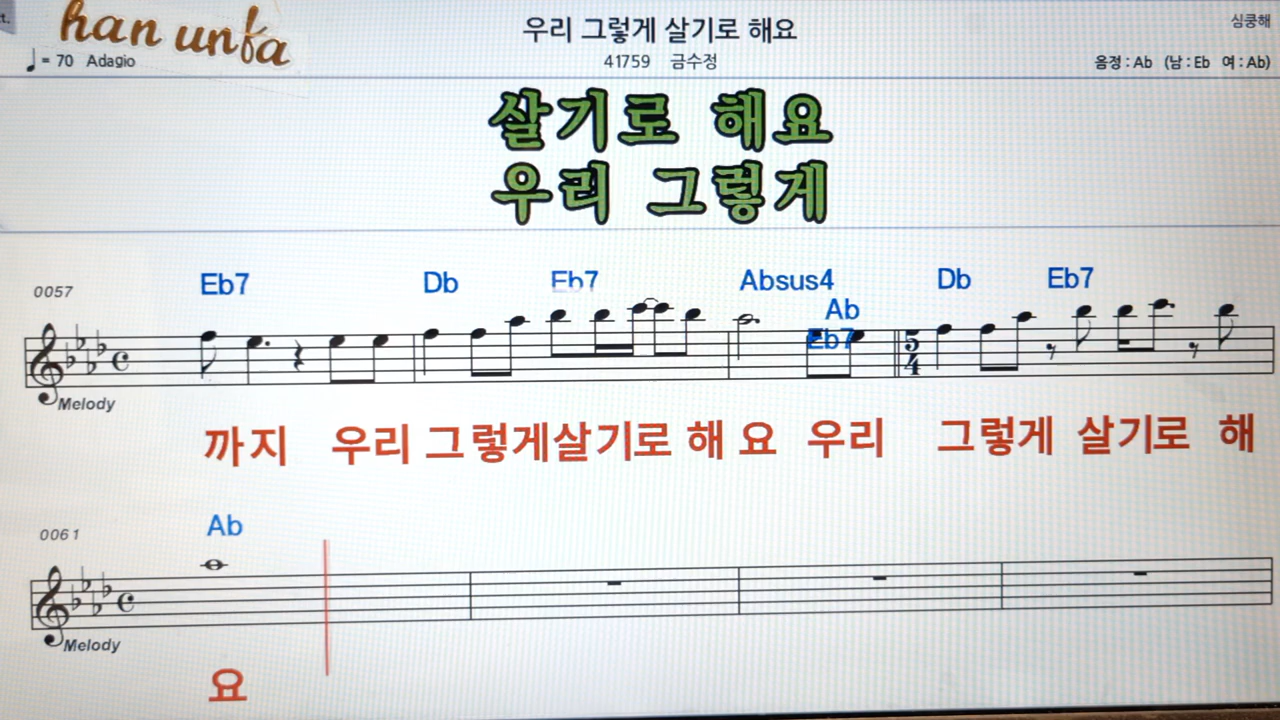 han unfa
우리 그렇게 살기로 해요
심쿵해
= 70 Adagio
41759 금수정
음정 : Ab (남 : Eb 여 : Ab)
살기로 해요
우리 그렇게
0057
Eb7 Db Eb7 Absus4 Ab Eb7 Db Eb7
5 4
Melody
까지 우리 그렇게살기로 해 요 우리 그렇게 살기로 해
0061
Ab
Melody
요